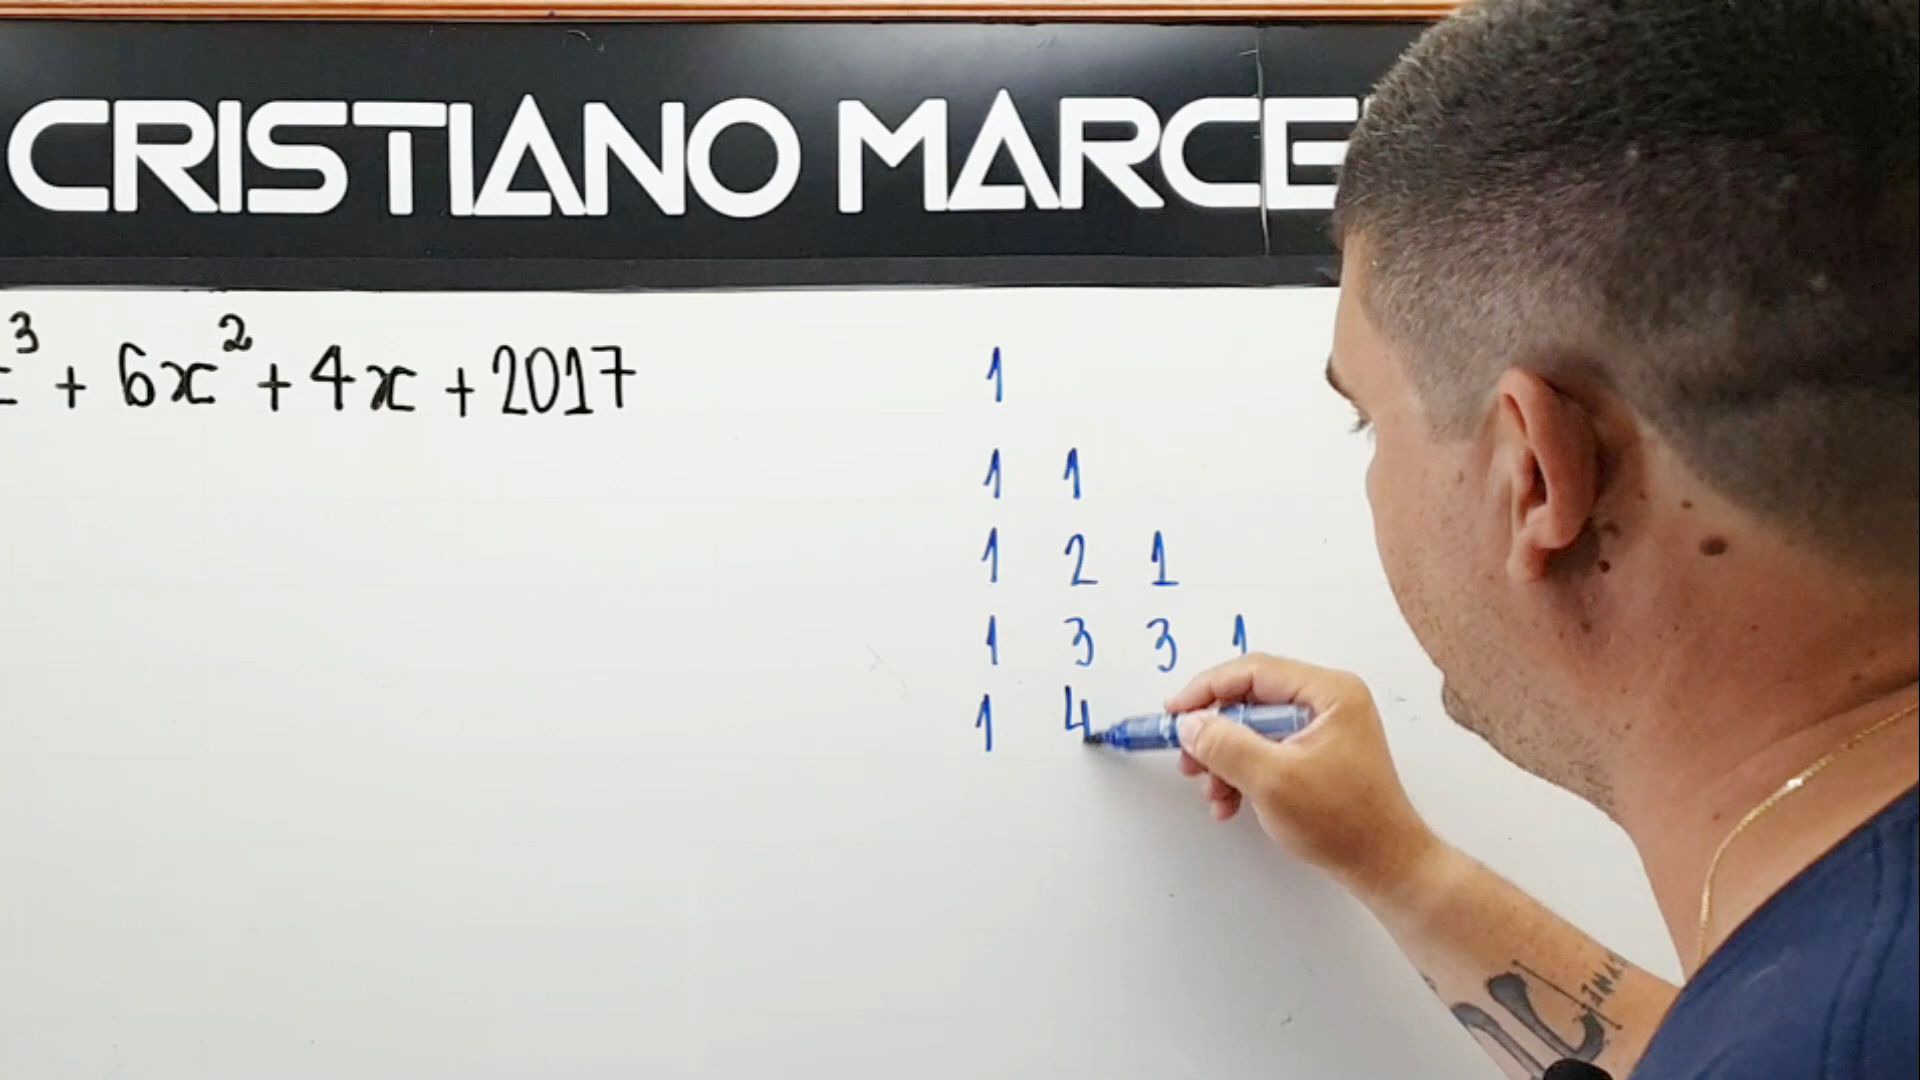 CRISTIANO MARCE
³ + 6x² + 4x + 2017
1
1 1
1 2 1
1 3 3 1
1 4